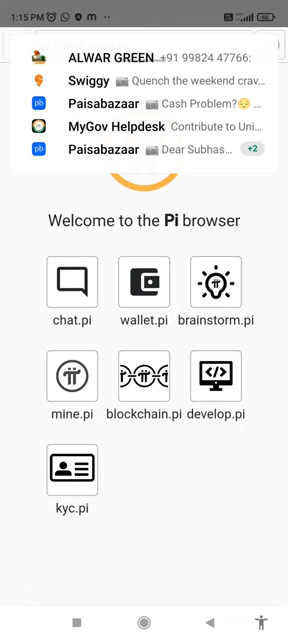 1:15 PM
66
ALWAR GREEN +91 99824 47766:
Swiggy Quench the weekend crav...
Paisabazaar Cash Problem?😔 ...
MyGov Helpdesk Contribute to Uni...
Paisabazaar Dear Subhas... +2
Welcome to the Pi browser
chat.pi wallet.pi brainstorm.pi
mine.pi blockchain.pi develop.pi
kyc.pi